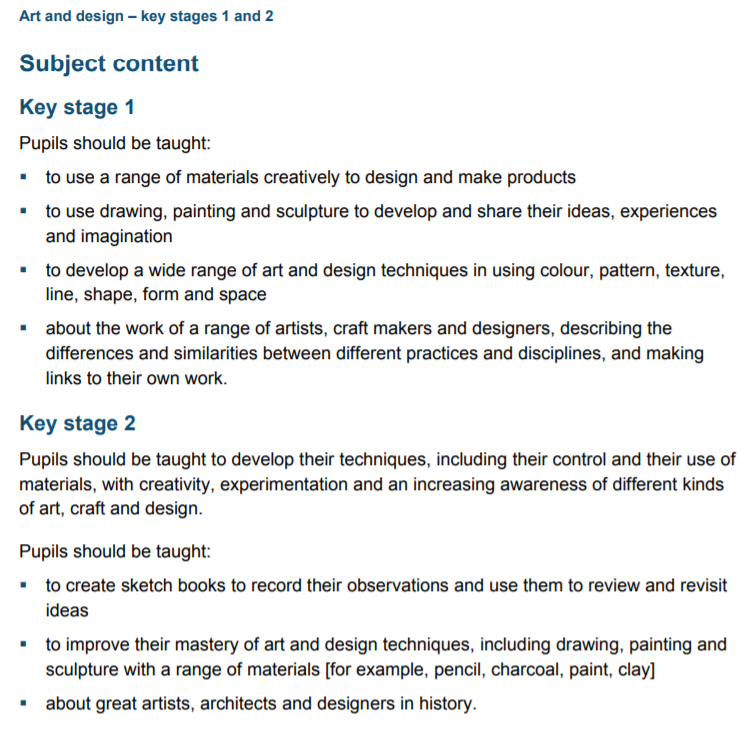 Art and design – key stages 1 and 2
Subject content
Key stage 1
Pupils should be taught:
▪ to use a range of materials creatively to design and make products
▪ to use drawing, painting and sculpture to develop and share their ideas, experiences
and imagination
▪ to develop a wide range of art and design techniques in using colour, pattern, texture,
line, shape, form and space
▪ about the work of a range of artists, craft makers and designers, describing the
differences and similarities between different practices and disciplines, and making
links to their own work.
Key stage 2
Pupils should be taught to develop their techniques, including their control and their use of
materials, with creativity, experimentation and an increasing awareness of different kinds
of art, craft and design.
Pupils should be taught:
▪ to create sketch books to record their observations and use them to review and revisit
ideas
▪ to improve their mastery of art and design techniques, including drawing, painting and
sculpture with a range of materials [for example, pencil, charcoal, paint, clay]
▪ about great artists, architects and designers in history.